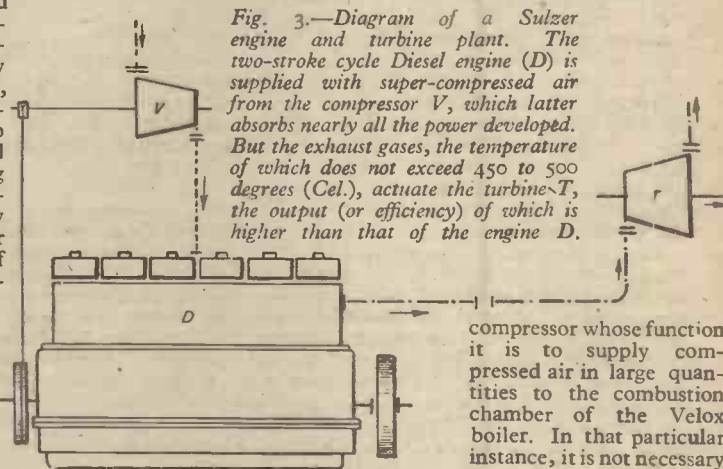 Fig. 3.—Diagram of a Sulzer
engine and turbine plant. The
two-stroke cycle Diesel engine (D) is
supplied with super-compressed air
from the compressor V, which latter
absorbs nearly all the power developed.
But the exhaust gases, the temperature
of which does not exceed 450 to 500
degrees (Cel.), actuate the turbine T,
the output (or efficiency) of which is
higher than that of the engine D.
V
T
D
compressor whose function
it is to supply com-
pressed air in large quan-
tities to the combustion
chamber of the Velox
boiler. In that particular
instance, it is not necessary